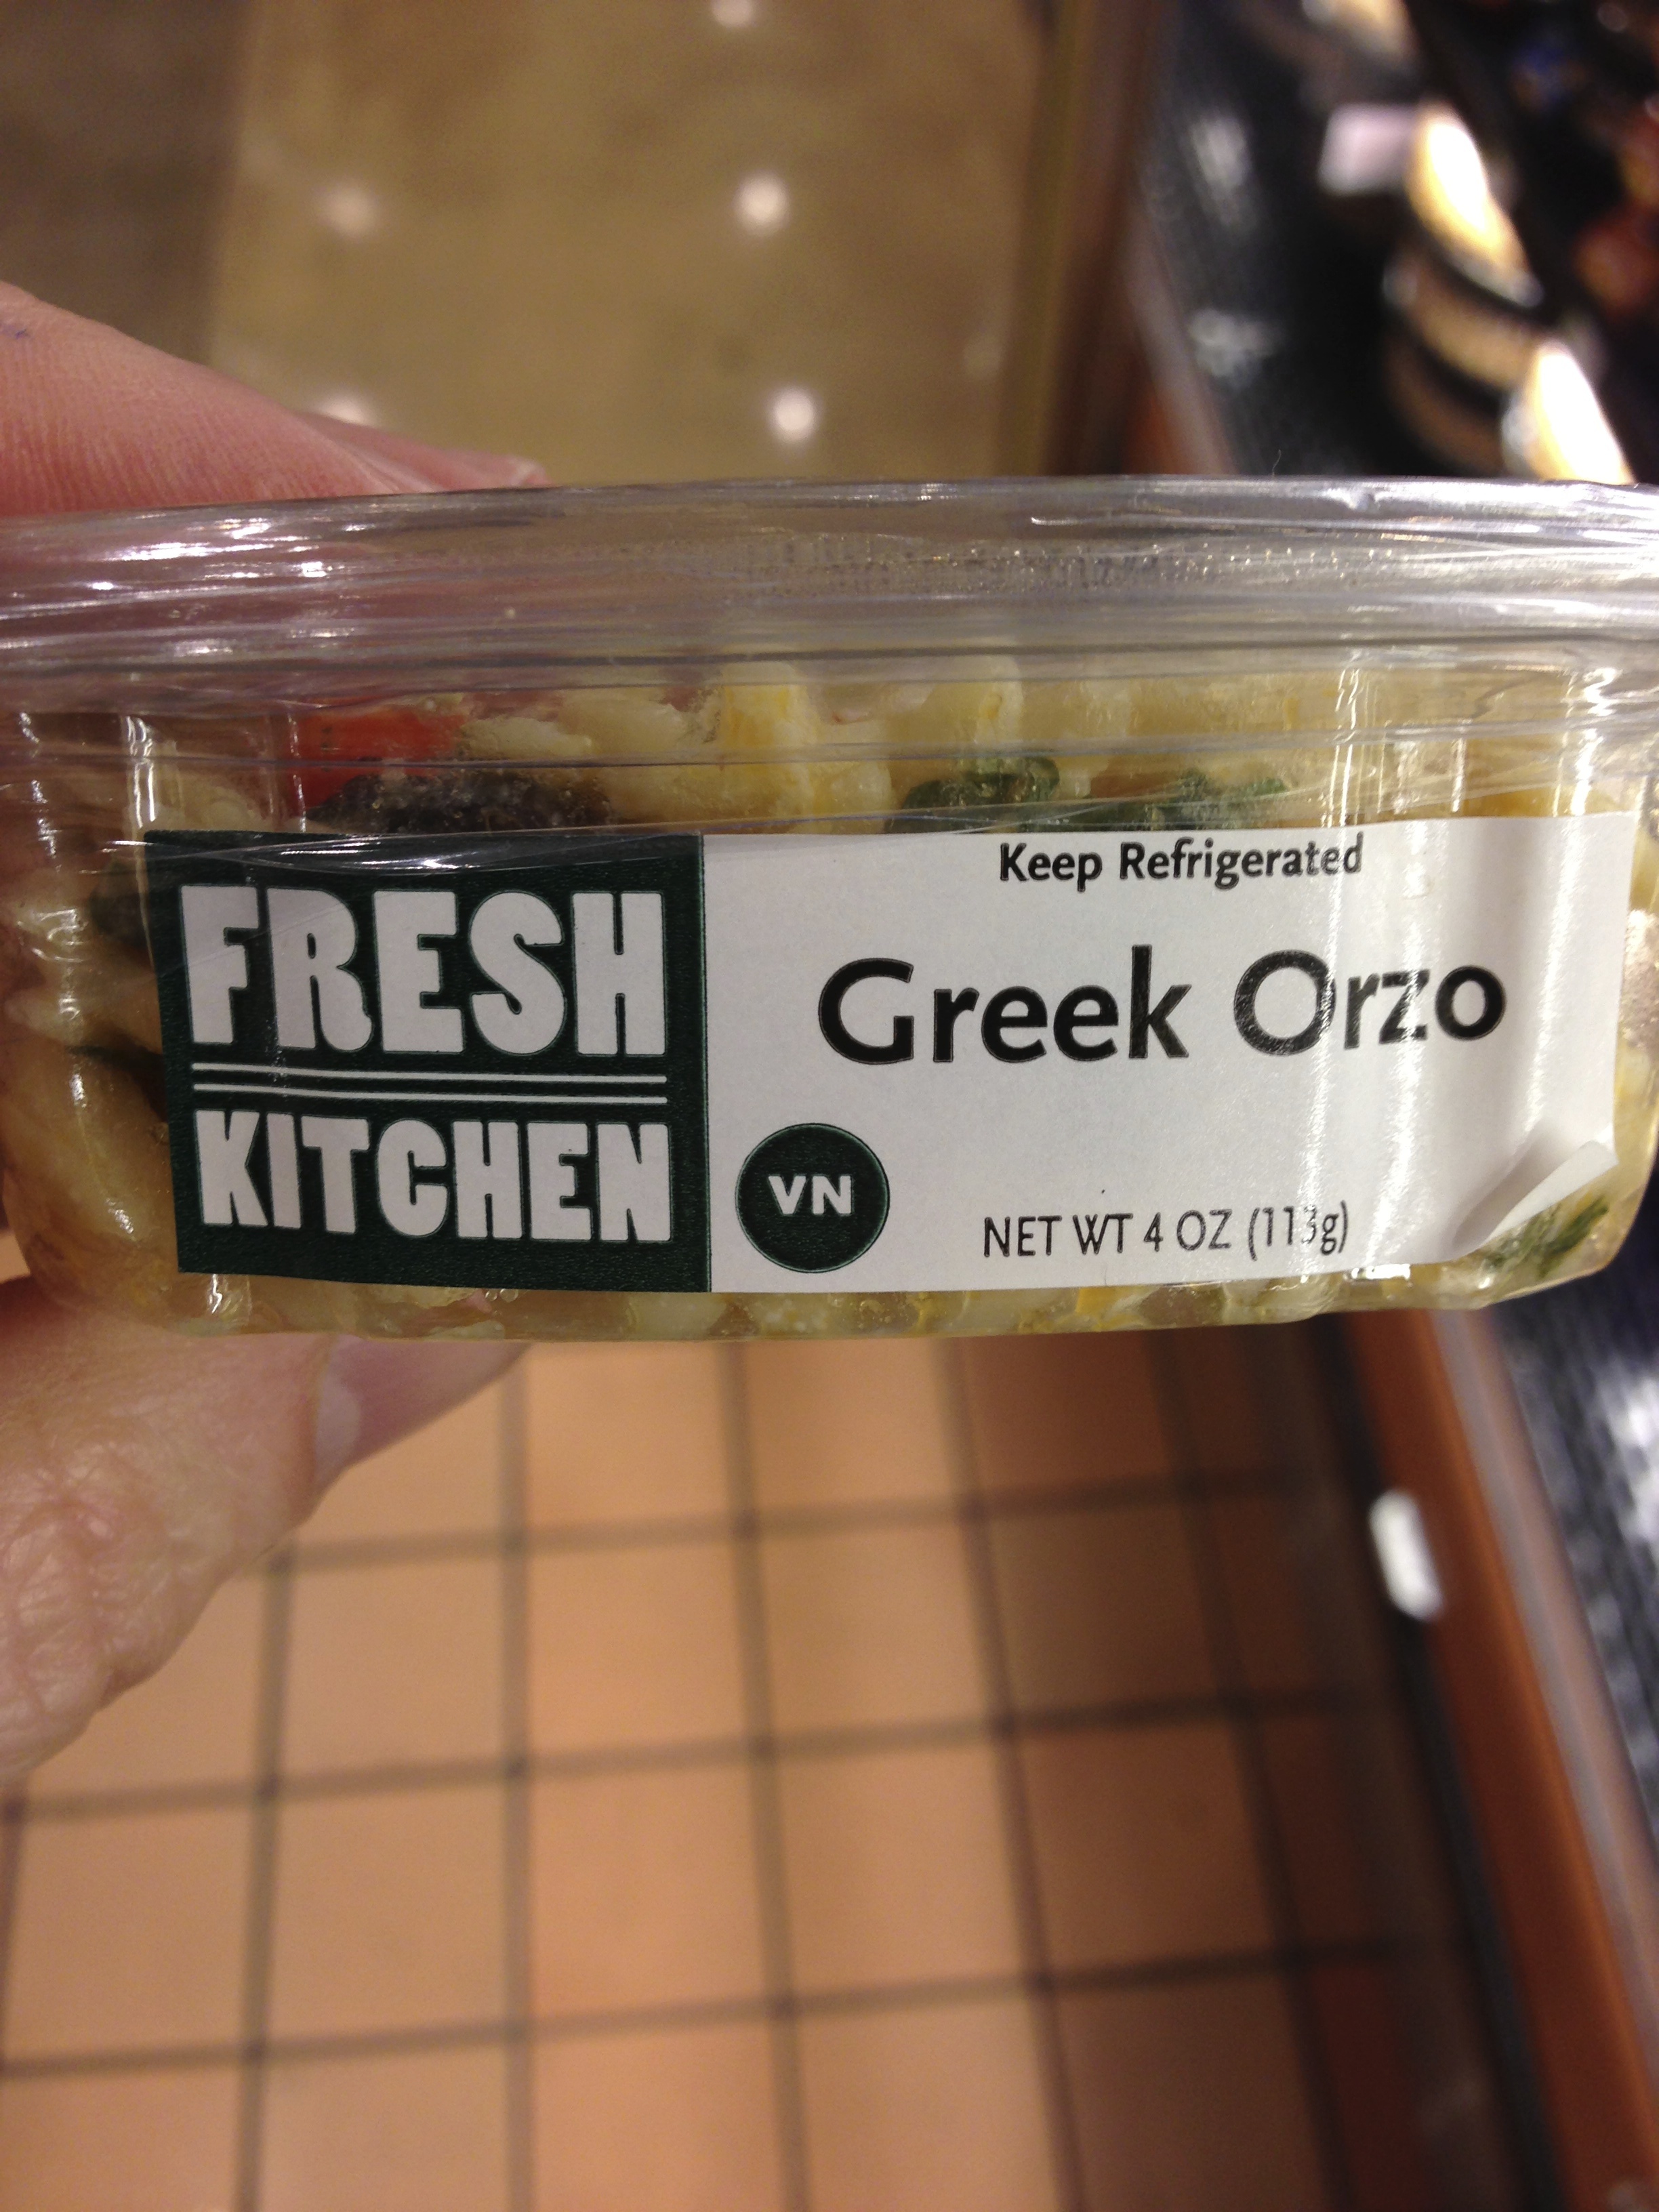 FRESH
KITCHEN
Keep Refrigerated
Greek Orzo
VN
NET WT 4 OZ (113g)